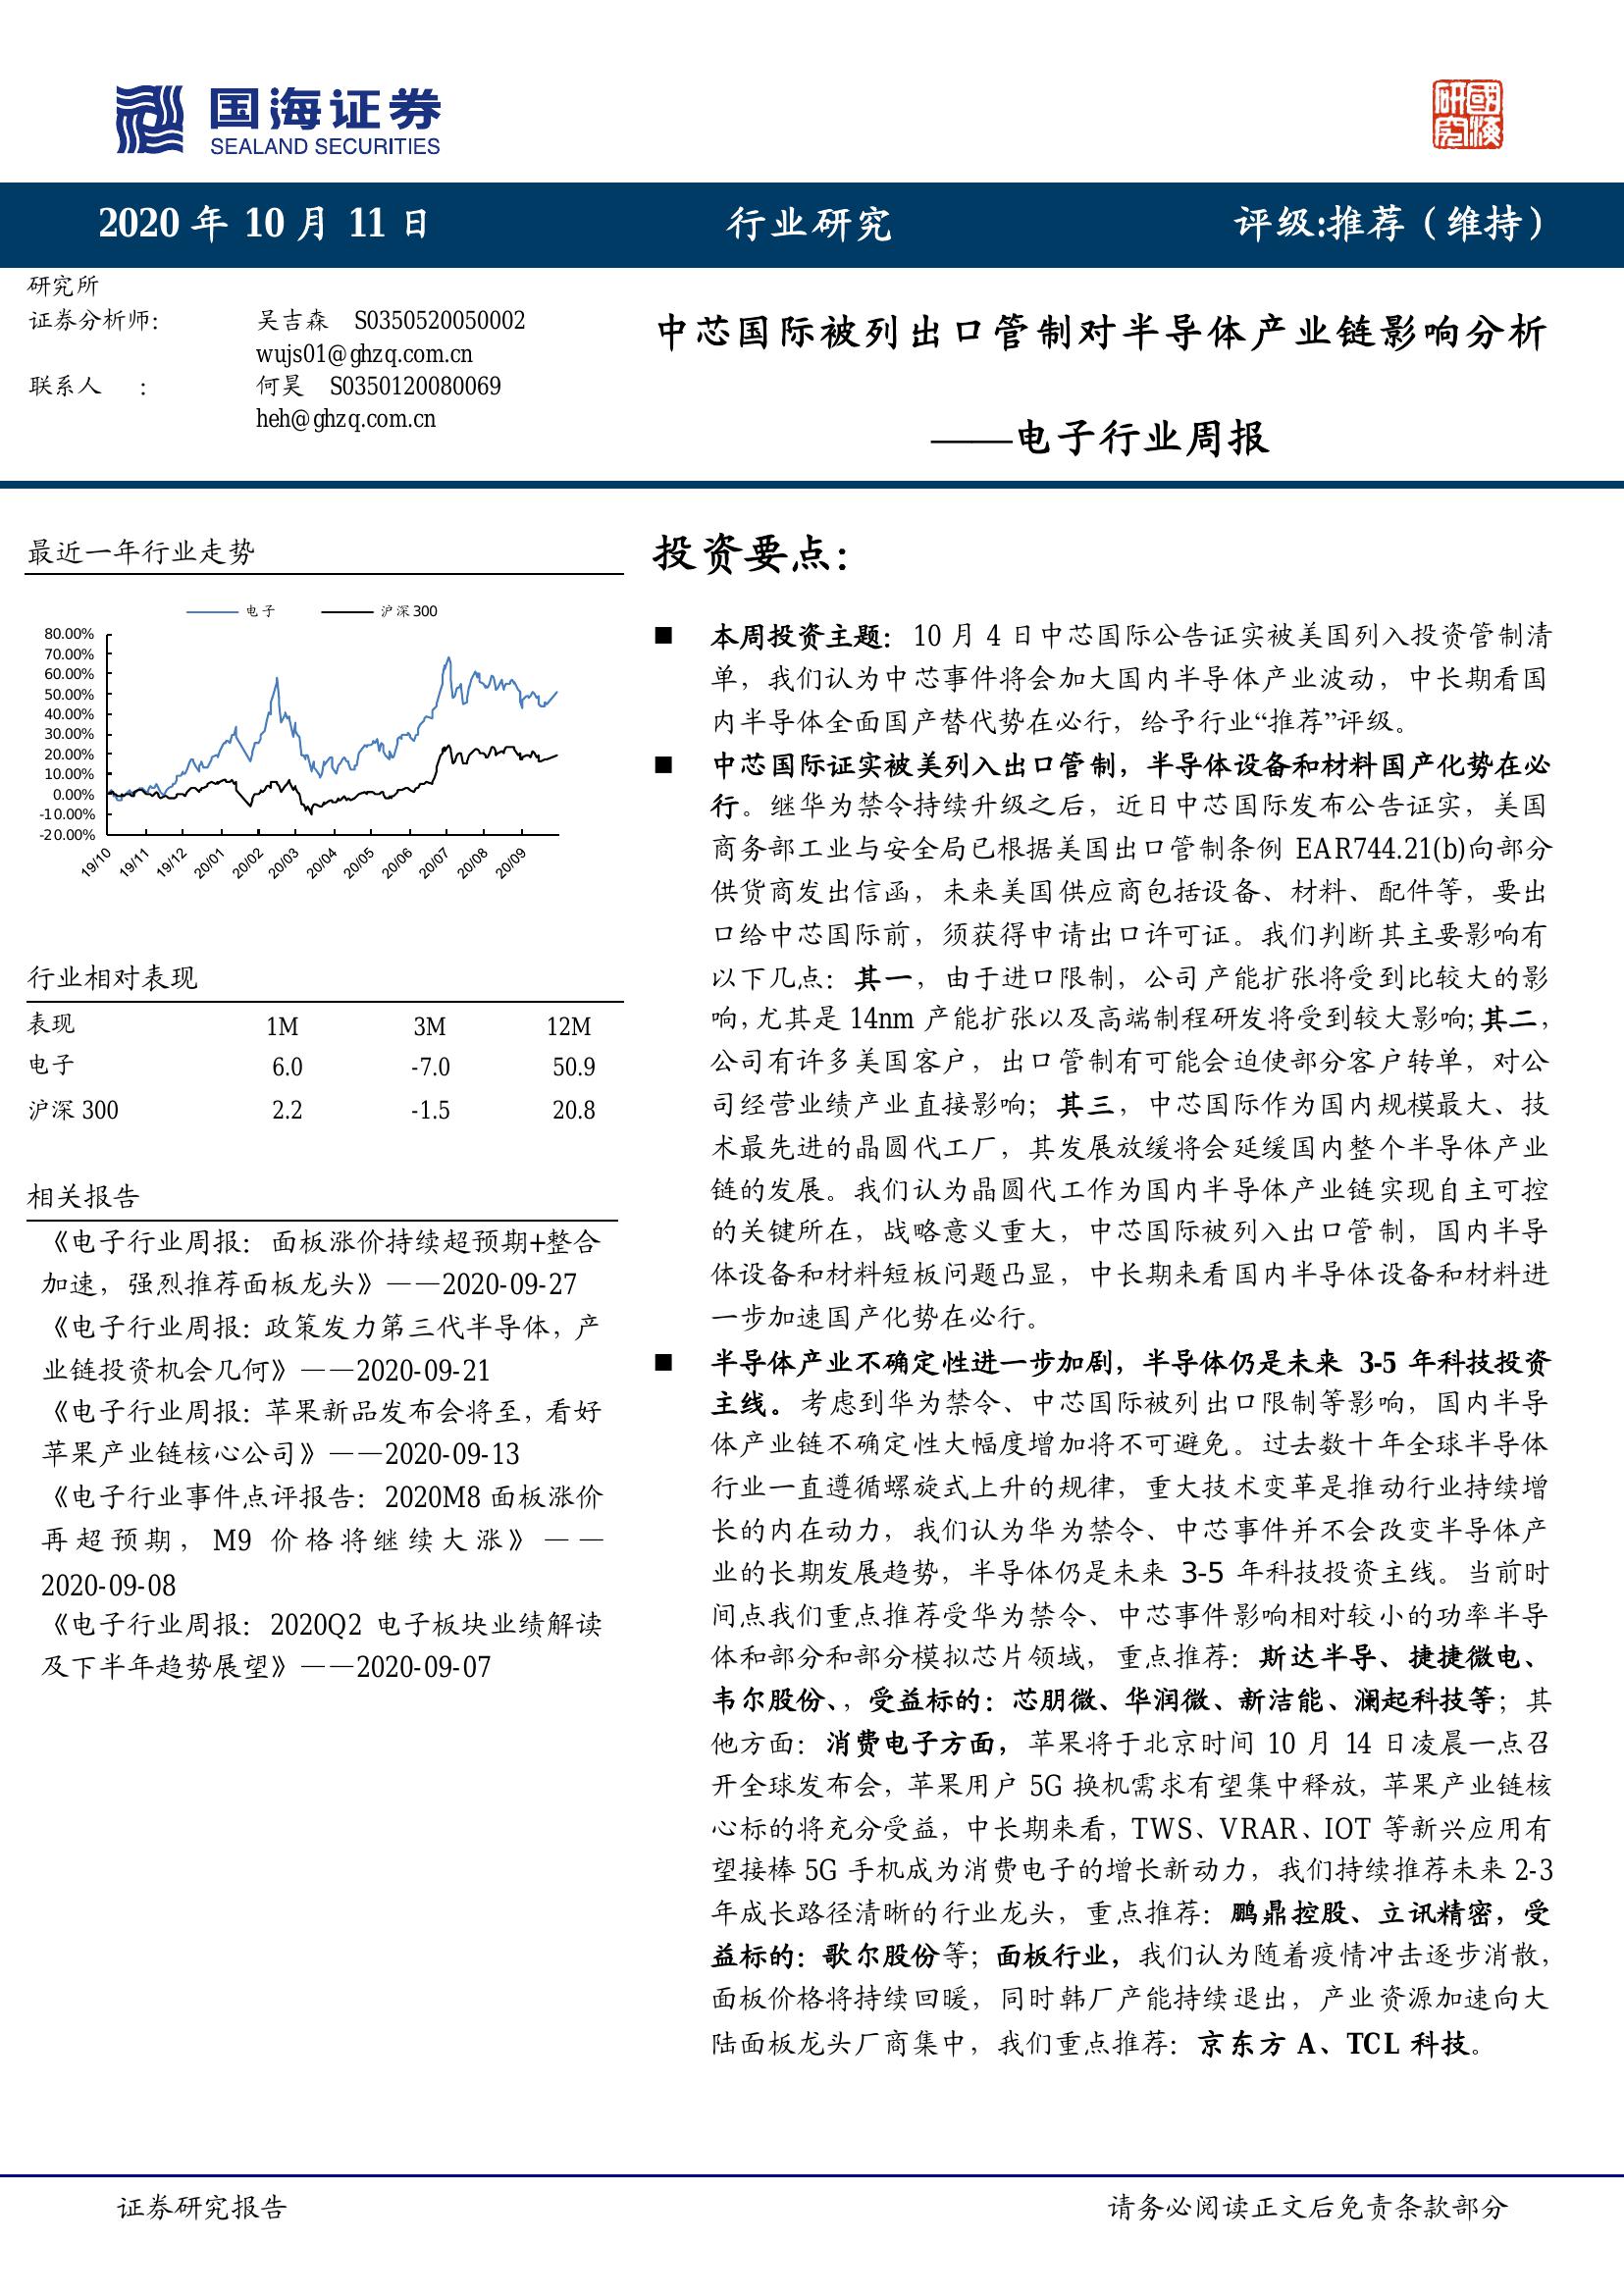 国海证券
SEALAND SECURITIES
國海
研究
2020 年 10 月 11 日
行业研究
评级:推荐（维持）
研究所
证券分析师:
吴吉森 S0350520050002
wujs01@ghzq.com.cn
联系人 :
何昊 S0350120080069
heh@ghzq.com.cn
中芯国际被列出口管制对半导体产业链影响分析
——电子行业周报
最近一年行业走势
电子 沪深300
80.00%
70.00%
60.00%
50.00%
40.00%
30.00%
20.00%
10.00%
0.00%
-10.00%
-20.00%
19/10 19/11 19/12 20/01 20/02 20/03 20/04 20/05 20/06 20/07 20/08 20/09
行业相对表现
表现 1M 3M 12M
电子 6.0 -7.0 50.9
沪深 300 2.2 -1.5 20.8
相关报告
《电子行业周报：面板涨价持续超预期+整合
加速，强烈推荐面板龙头》——2020-09-27
《电子行业周报：政策发力第三代半导体，产
业链投资机会几何》——2020-09-21
《电子行业周报：苹果新品发布会将至，看好
苹果产业链核心公司》——2020-09-13
《电子行业事件点评报告：2020M8 面板涨价
再超预期，M9 价格将继续大涨》——
2020-09-08
《电子行业周报：2020Q2 电子板块业绩解读
及下半年趋势展望》——2020-09-07
投资要点：
■ 本周投资主题：10 月 4 日中芯国际公告证实被美国列入投资管制清
单，我们认为中芯事件将会加大国内半导体产业波动，中长期看国
内半导体全面国产替代势在必行，给予行业“推荐”评级。
■ 中芯国际证实被美列入出口管制，半导体设备和材料国产化势在必
行。继华为禁令持续升级之后，近日中芯国际发布公告证实，美国
商务部工业与安全局已根据美国出口管制条例 EAR744.21(b)向部分
供货商发出信函，未来美国供应商包括设备、材料、配件等，要出
口给中芯国际前，须获得申请出口许可证。我们判断其主要影响有
以下几点：其一，由于进口限制，公司产能扩张将受到比较大的影
响，尤其是 14nm 产能扩张以及高端制程研发将受到较大影响；其二，
公司有许多美国客户，出口管制有可能会迫使部分客户转单，对公
司经营业绩产业直接影响；其三，中芯国际作为国内规模最大、技
术最先进的晶圆代工厂，其发展放缓将会延缓国内整个半导体产业
链的发展。我们认为晶圆代工作为国内半导体产业链实现自主可控
的关键所在，战略意义重大，中芯国际被列入出口管制，国内半导
体设备和材料短板问题凸显，中长期来看国内半导体设备和材料进
一步加速国产化势在必行。
■ 半导体产业不确定性进一步加剧，半导体仍是未来 3-5 年科技投资
主线。考虑到华为禁令、中芯国际被列出口限制等影响，国内半导
体产业链不确定性大幅度增加将不可避免。过去数十年全球半导体
行业一直遵循螺旋式上升的规律，重大技术变革是推动行业持续增
长的内在动力，我们认为华为禁令、中芯事件并不会改变半导体产
业的长期发展趋势，半导体仍是未来 3-5 年科技投资主线。当前时
间点我们重点推荐受华为禁令、中芯事件影响相对较小的功率半导
体和部分和部分模拟芯片领域，重点推荐：斯达半导、捷捷微电、
韦尔股份、，受益标的：芯朋微、华润微、新洁能、澜起科技等；其
他方面：消费电子方面，苹果将于北京时间 10 月 14 日凌晨一点召
开全球发布会，苹果用户 5G 换机需求有望集中释放，苹果产业链核
心标的将充分受益，中长期来看，TWS、VRAR、IOT 等新兴应用有
望接棒 5G 手机成为消费电子的增长新动力，我们持续推荐未来 2-3
年成长路径清晰的行业龙头，重点推荐：鹏鼎控股、立讯精密，受
益标的：歌尔股份等；面板行业，我们认为随着疫情冲击逐步消散，
面板价格将持续回暖，同时韩厂产能持续退出，产业资源加速向大
陆面板龙头厂商集中，我们重点推荐：京东方 A、TCL 科技。
证券研究报告
请务必阅读正文后免责条款部分